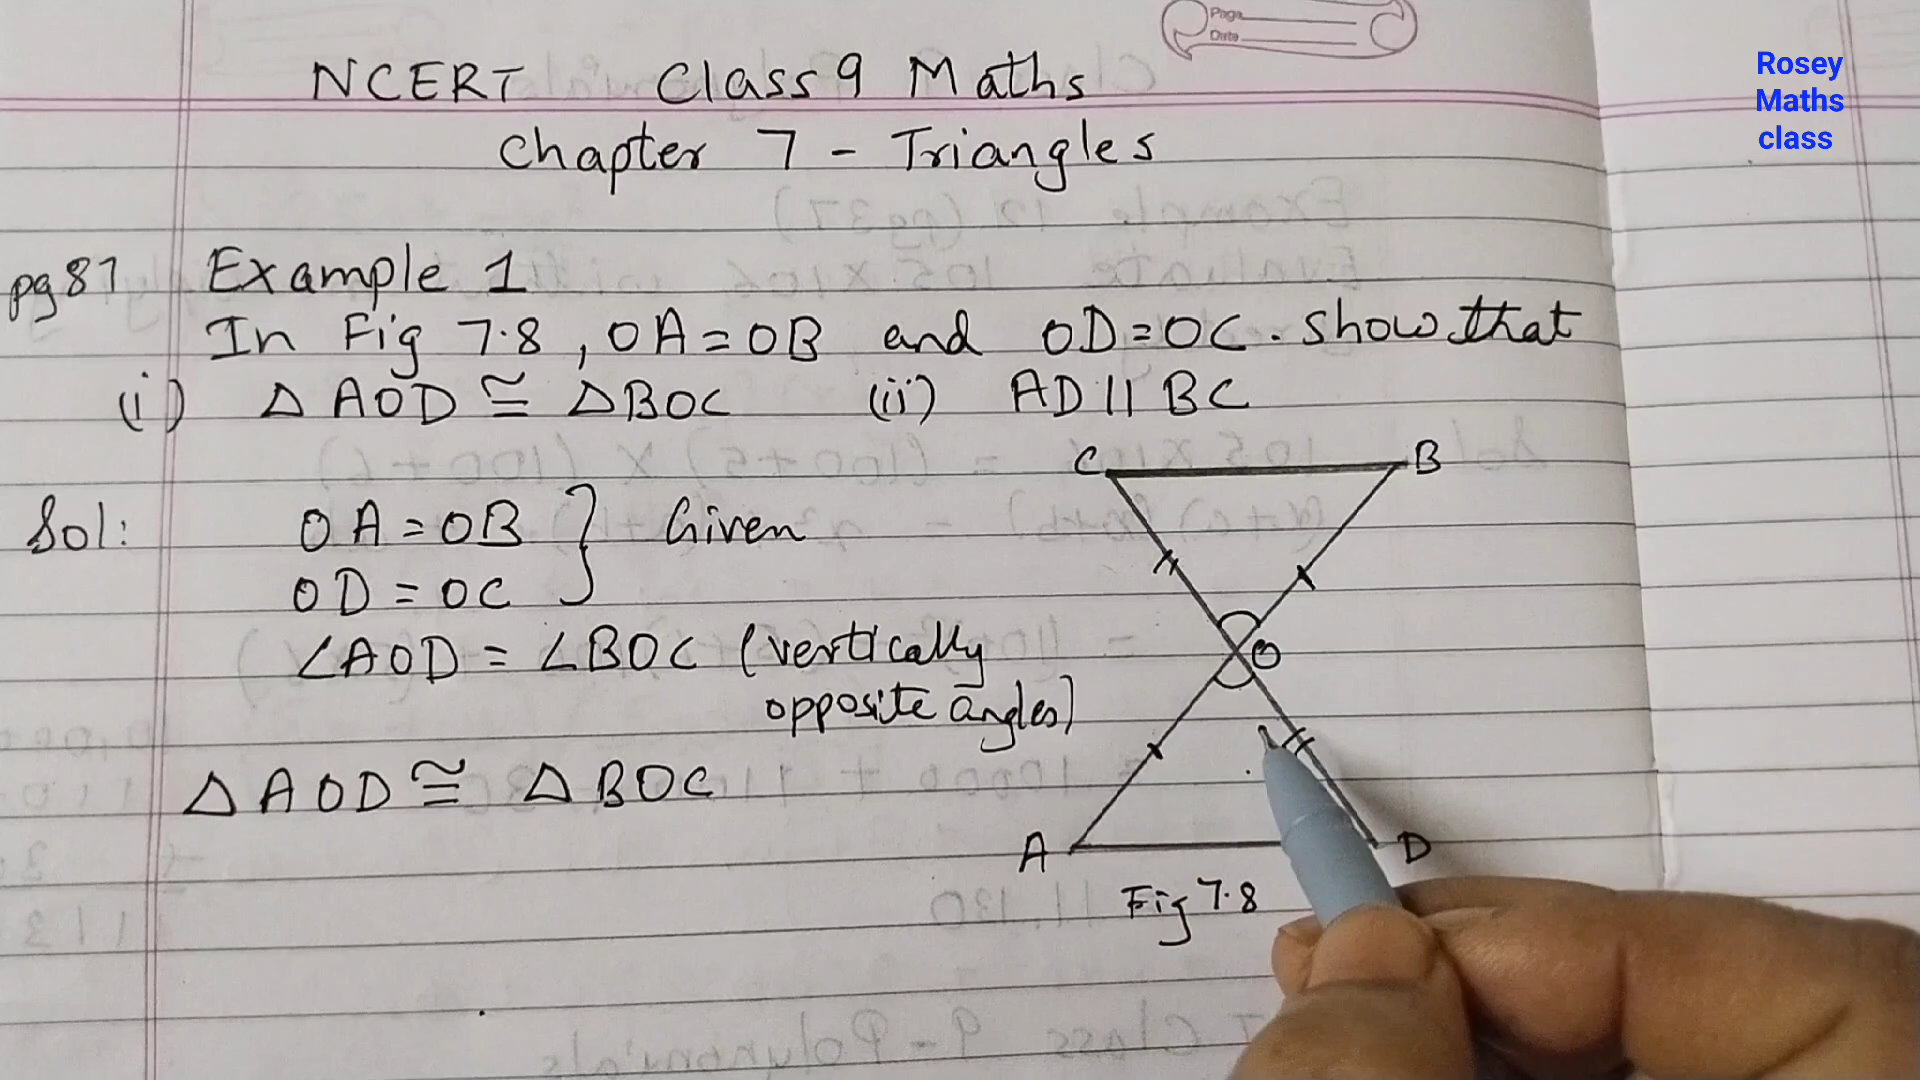 Page
Date
Rosey
Maths
class
NCERT Class 9 Maths
Chapter 7 - Triangles
pg 87 Example 1
In Fig 7.8, OA = OB and OD = OC. Show that
(i) △ AOD ≅ △ BOC (ii) AD || BC
C B
Sol: OA = OB } Given
OD = OC
∠AOD = ∠BOC (vertically
O
opposite angles)
△ AOD ≅ △ BOC
A D
Fig 7.8